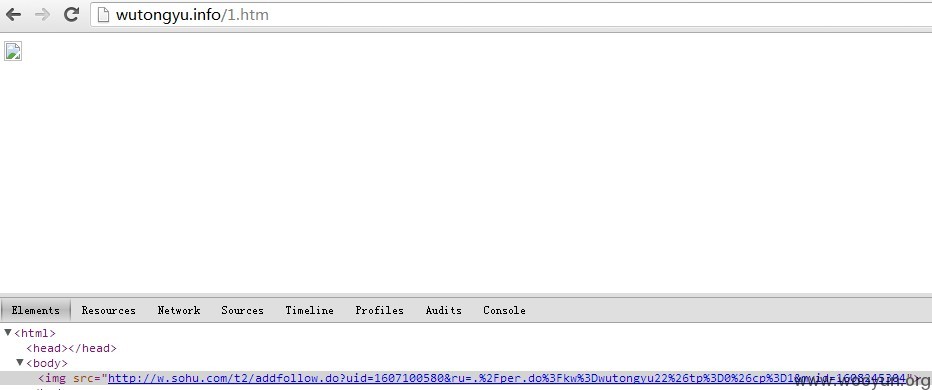 wutongyu.info/1.htm
Elements Resources Network Sources Timeline Profiles Audits Console
<html>
<head></head>
<body>
<img src="http://w.sohu.com/t2/addfollow.do?uid=1607100580&ru=.%2Fper.do%3Fkw%3Dwutongyu22%26tp%3D0%26cp%3D1&
www.wooyun.org